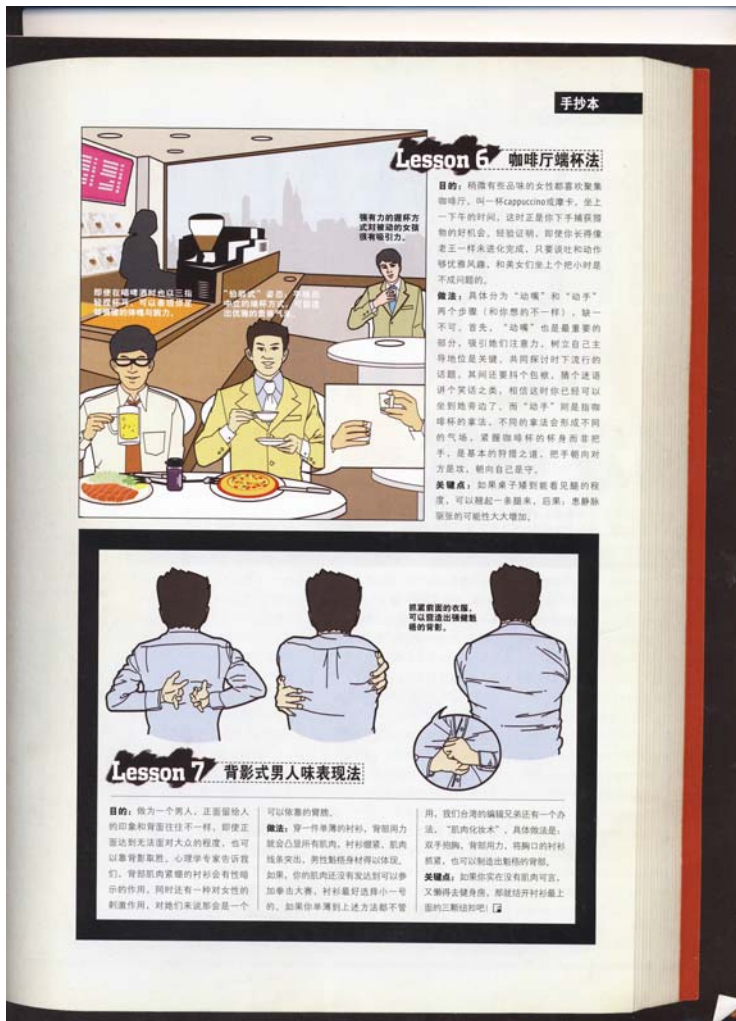 手抄本
Lesson 6 咖啡厅端杯法
目的：稍微有些品味的女性都喜欢聚集
咖啡厅，叫一杯cappuccino或摩卡，坐上
一下午的时间，这时正是你下手捕获猎
物的好机会。经验证明，即使你长得像
老王一样未进化完成，只要谈吐和动作
够优雅风趣，和美女们坐上个把小时是
不成问题的。
做法：具体分为“动嘴”和“动手”
两个步骤（和你想的不一样），缺一
不可。首先，“动嘴”也是最重要的
部分，吸引她们注意力，树立自己主
导地位是关键，共同探讨时下流行的
话题，其间还要抖个包袱，猜个迷语
讲个笑话之类，相信这时你已经可以
坐到她旁边了，而“动手”则是指咖
啡杯的拿法，不同的拿法会形成不同
的气场，紧握咖啡杯的杯身而非把
手，是基本的狩猎之道，把手朝向对
方是攻，朝向自己是守。
关键点：如果桌子矮到能看见腿的程
度，可以翘起一条腿来，后果：患静脉
驱张的可能性大大增加。
强有力的握杯方
式对被动的女孩
很有吸引力。
即使在喝啤酒时也以三指
轻捏杯耳，可以
抓紧前面的衣服，
可以营造出强健魁
梧的背影。
Lesson 7 背影式男人味表现法
目的：做为一个男人，正面留给人
的印象和背面往往不一样，即使正
面达到无法面对大众的程度，也可
以靠背影取胜。心理学专家告诉我
们，背部肌肉紧绷的衬衫会有性暗
示的作用，同时还有一种对女性的
刺激作用，对她们来说那会是一个
可以依靠的臂膀。
做法：穿一件单薄的衬衫，背部用力
就会凸显所有肌肉，衬衫绷紧，肌肉
线条突出，男性魁梧身材得以体现。
如果，你的肌肉还没有发达到可以参
加拳击大赛，衬衫最好选择小一号
的。如果你单薄到上述方法都不管
用，我们台湾的编辑兄弟还有一个办
法，“肌肉化妆术”，具体做法是：
双手抱胸，背部用力，将胸口的衬衫
抓紧，也可以制造出魁梧的背部。
关键点：如果你实在没有肌肉可言，
又懒得去健身房，那就结开衬衫最上
面的三颗纽扣吧！